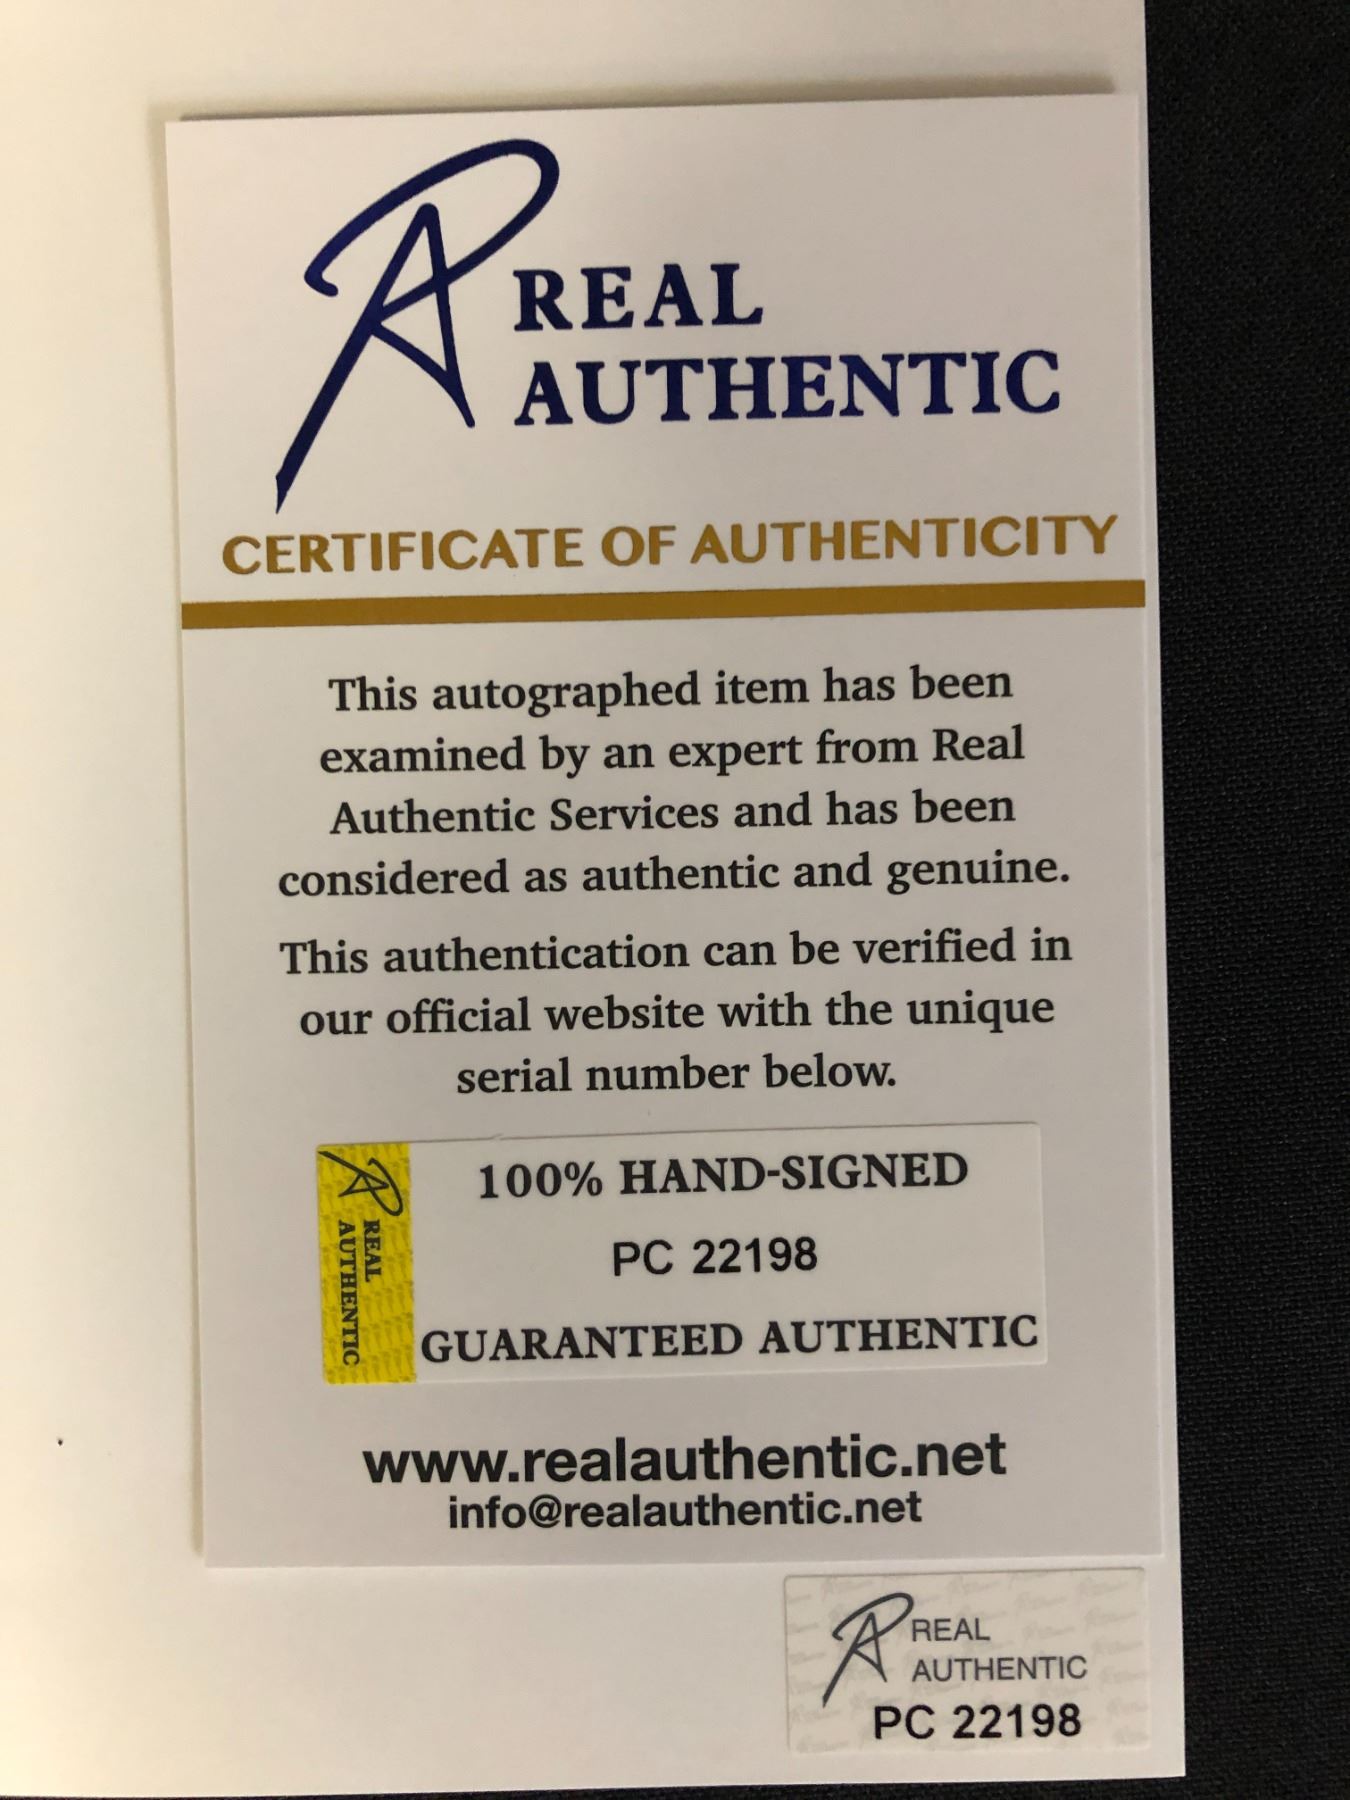 REAL
AUTHENTIC
CERTIFICATE OF AUTHENTICITY
This autographed item has been
examined by an expert from Real
Authentic Services and has been
considered as authentic and genuine.
This authentication can be verified in
our official website with the unique
serial number below.
REAL
AUTHENTIC
100% HAND-SIGNED
PC 22198
GUARANTEED AUTHENTIC
www.realauthentic.net
info@realauthentic.net
REAL
AUTHENTIC
PC 22198